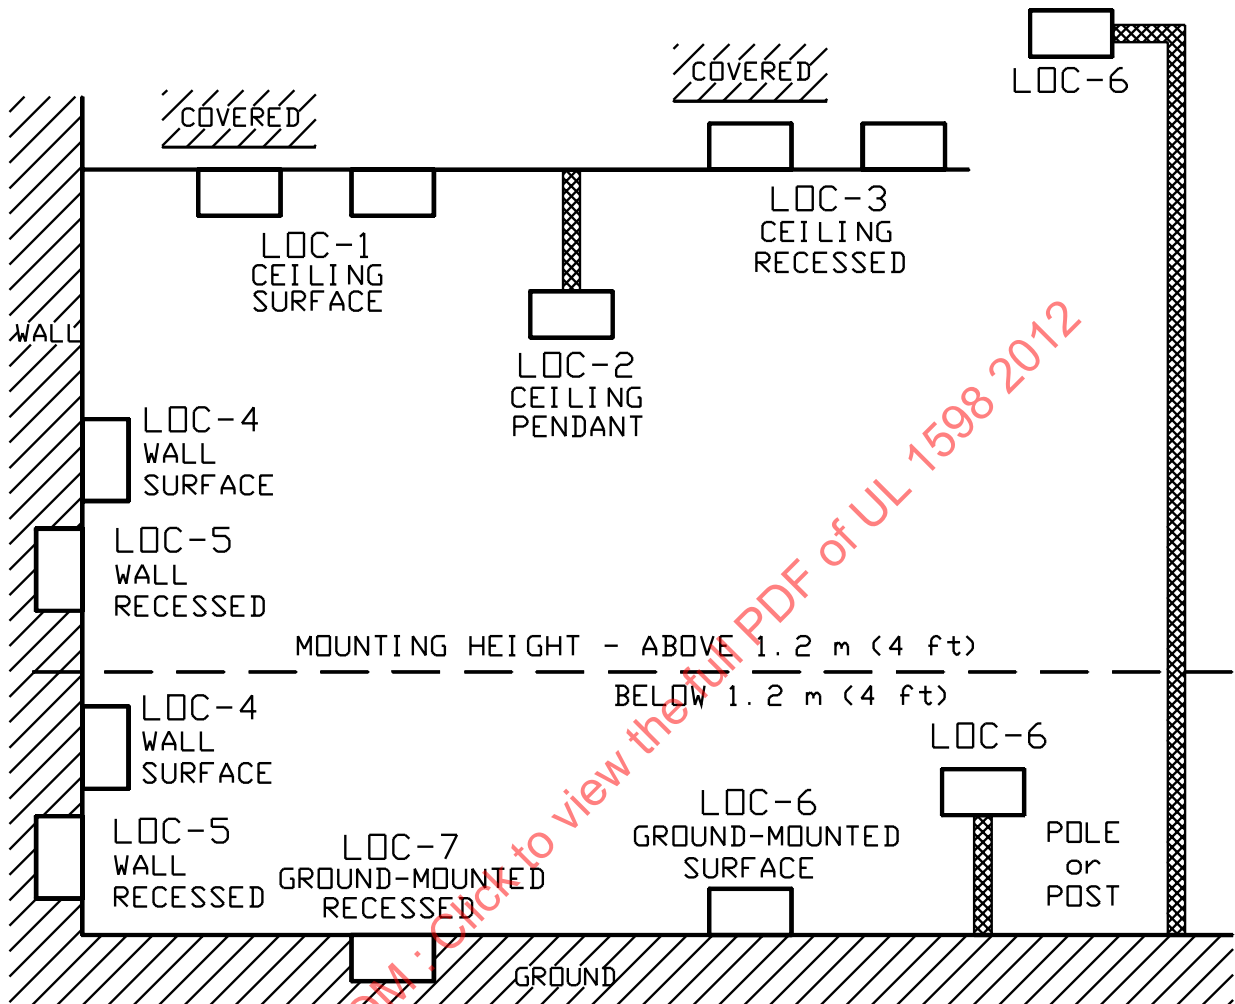 LOC-6
COVERED
COVERED
LOC-1
CEILING
SURFACE
LOC-3
CEILING
RECESSED
WALL
LOC-2
CEILING
PENDANT
LOC-4
WALL
SURFACE
LOC-5
WALL
RECESSED
MOUNTING HEIGHT - ABOVE 1.2 m (4 ft)
BELOW 1.2 m (4 ft)
LOC-4
WALL
SURFACE
LOC-6
LOC-6
GROUND-MOUNTED
SURFACE
POLE
or
POST
LOC-5
WALL
RECESSED
LOC-7
GROUND-MOUNTED
RECESSED
GROUND
OM : Click to view the full PDF of UL 1598 2012